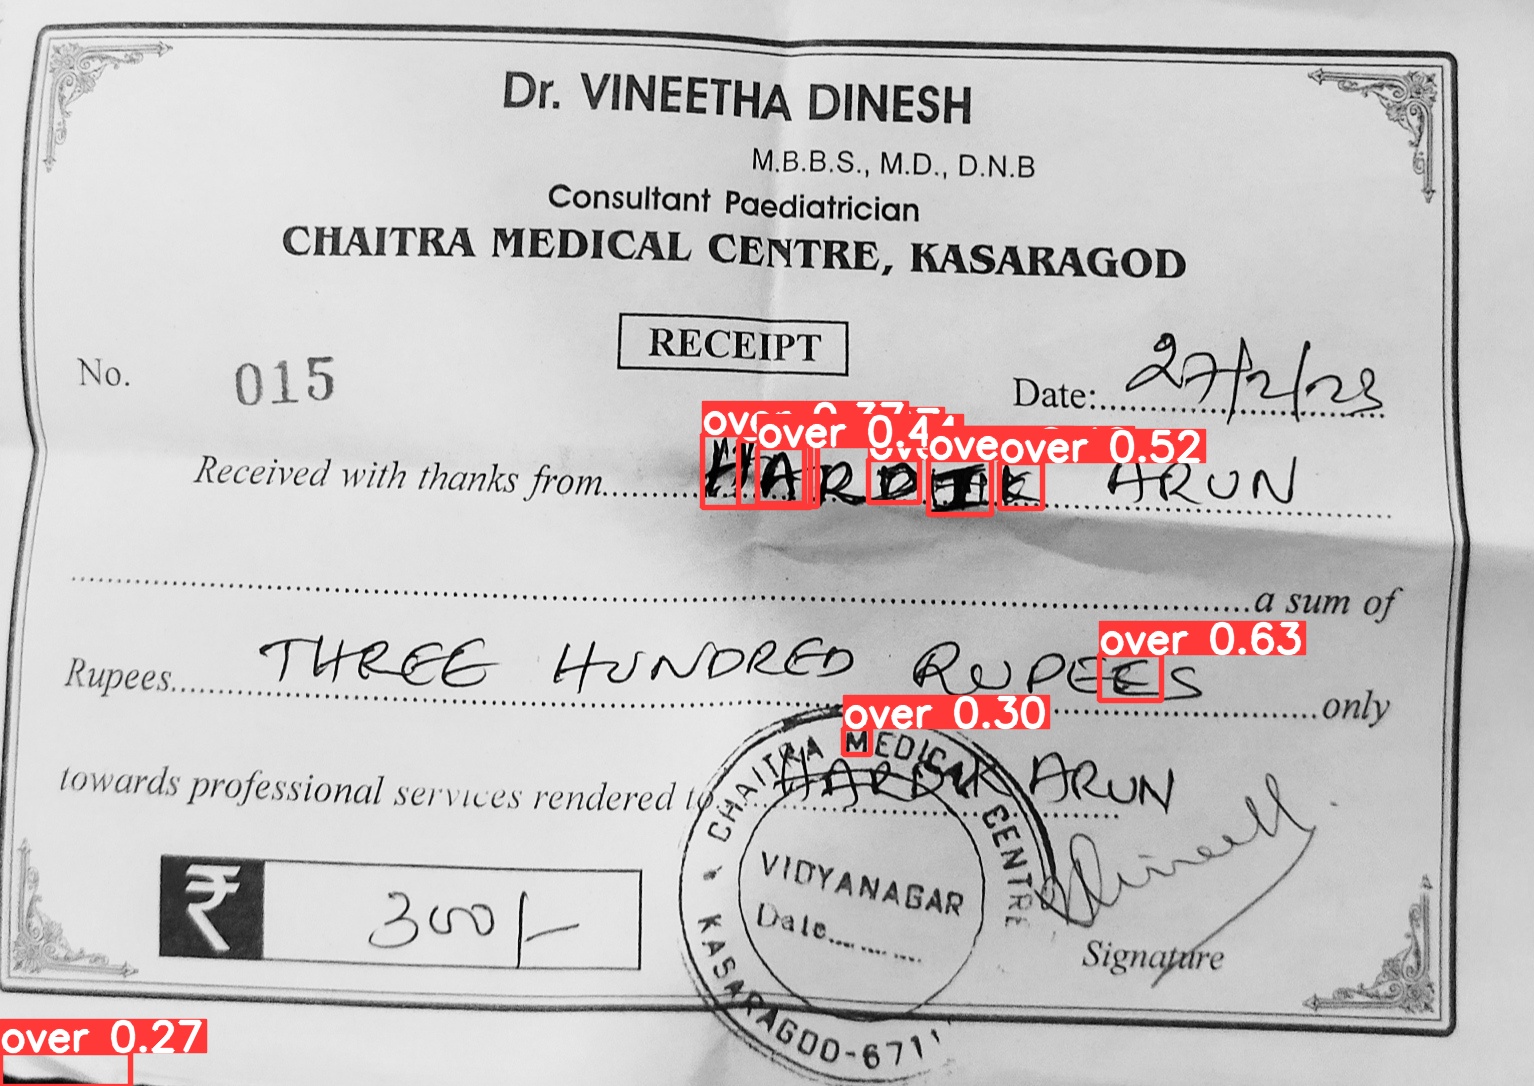 Dr. VINEETHA DINESH
M.B.B.S., M.D., D.N.B
Consultant Paediatrician
CHAITRA MEDICAL CENTRE, KASARAGOD
RECEIPT
No. 015
Date: 27/2/23
over 0.37
over 0.44
over
over 0.52
Received with thanks from HARDIK ARUN
a sum of
over 0.63
Rupees THREE HUNDRED RUPEES only
over 0.30
towards professional services rendered to HARDIK ARUN
CHAITRA MEDICAL CENTRE
VIDYANAGAR
Date
KASARAGOD-671
₹ 300/-
Signature
over 0.27